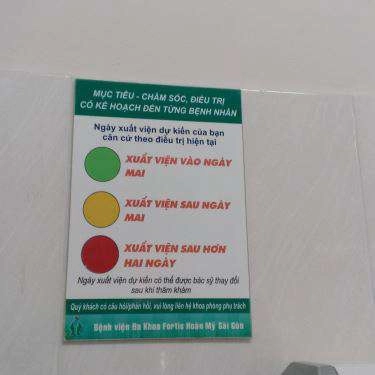 MỤC TIÊU - CHĂM SÓC, ĐIỀU TRỊ
CÓ KẾ HOẠCH ĐẾN TỪNG BỆNH NHÂN
Ngày xuất viện dự kiến của bạn
căn cứ theo điều trị hiện tại
XUẤT VIỆN VÀO NGÀY
MAI
XUẤT VIỆN SAU NGÀY
MAI
XUẤT VIỆN SAU HƠN
HAI NGÀY
Ngày xuất viện dự kiến có thể được bác sỹ thay đổi
sau khi thăm khám
Quý khách có câu hỏi/phản hồi, vui lòng liên hệ khoa phòng phụ trách
Bệnh viện Đa Khoa Fortis Hoàn Mỹ Sài Gòn